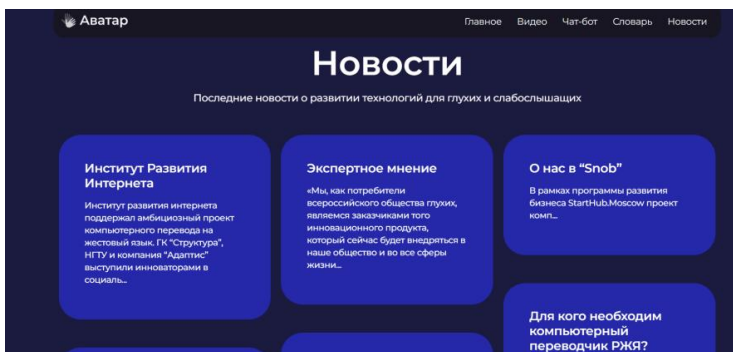 Аватар
Главное Видео Чат-бот Словарь Новости
Новости
Последние новости о развитии технологий для глухих и слабослышащих
Институт Развития
Интернета
Институт развития интернета
поддержал амбициозный проект
компьютерного перевода на
жестовый язык. ГК “Структура”,
НГТУ и компания “Адаптис”
выступили инноваторами в
социаль...
Экспертное мнение
«Мы, как потребители
всероссийского общества глухих,
являемся заказчиками того
инновационного продукта,
который сейчас будет внедряться в
наше общество и во все сферы
жизни...
О нас в “Snob”
В рамках программы развития
бизнеса StartHub.Moscow проект
комп...
Для кого необходим
компьютерный
переводчик РЖЯ?